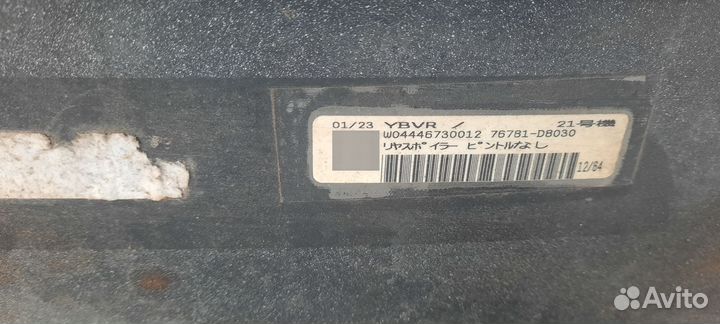 01/23 YBVR / 21号機
W04446730012 76781-D8030
リヤスポイラー ピントルなし
12/64
Avito